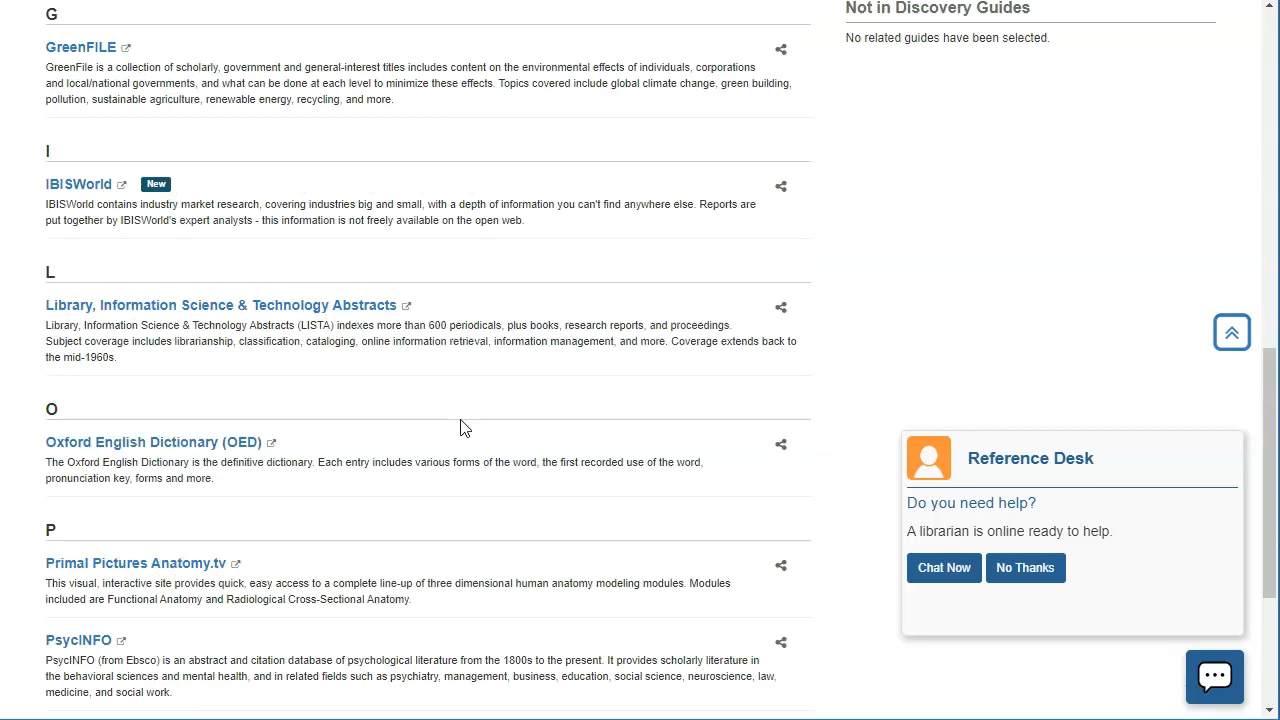 G
GreenFILE
GreenFile is a collection of scholarly, government and general-interest titles includes content on the environmental effects of individuals, corporations
and local/national governments, and what can be done at each level to minimize these effects. Topics covered include global climate change, green building,
pollution, sustainable agriculture, renewable energy, recycling, and more.
I
IBISWorld New
IBISWorld contains industry market research, covering industries big and small, with a depth of information you can't find anywhere else. Reports are
put together by IBISWorld's expert analysts - this information is not freely available on the open web.
L
Library, Information Science & Technology Abstracts
Library, Information Science & Technology Abstracts (LISTA) indexes more than 600 periodicals, plus books, research reports, and proceedings.
Subject coverage includes librarianship, classification, cataloging, online information retrieval, information management, and more. Coverage extends back to
the mid-1960s.
O
Oxford English Dictionary (OED)
The Oxford English Dictionary is the definitive dictionary. Each entry includes various forms of the word, the first recorded use of the word,
pronunciation key, forms and more.
P
Primal Pictures Anatomy.tv
This visual, interactive site provides quick, easy access to a complete line-up of three dimensional human anatomy modeling modules. Modules
included are Functional Anatomy and Radiological Cross-Sectional Anatomy.
PsycINFO
PsycINFO (from Ebsco) is an abstract and citation database of psychological literature from the 1800s to the present. It provides scholarly literature in
the behavioral sciences and mental health, and in related fields such as psychiatry, management, business, education, social science, neuroscience, law,
medicine, and social work.
Not in Discovery Guides
No related guides have been selected.
Reference Desk
Do you need help?
A librarian is online ready to help.
Chat Now No Thanks